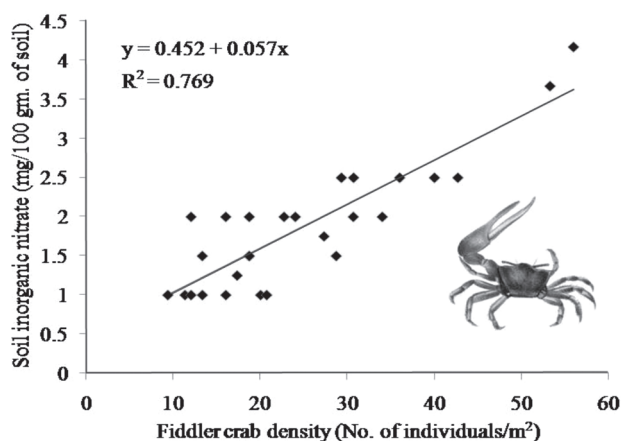 y = 0.452 + 0.057x
R² = 0.769
Soil inorganic nitrate (mg/100 gm. of soil)
4.5
4
3.5
3
2.5
2
1.5
1
0.5
0
0 10 20 30 40 50 60
Fiddler crab density (No. of individuals/m²)